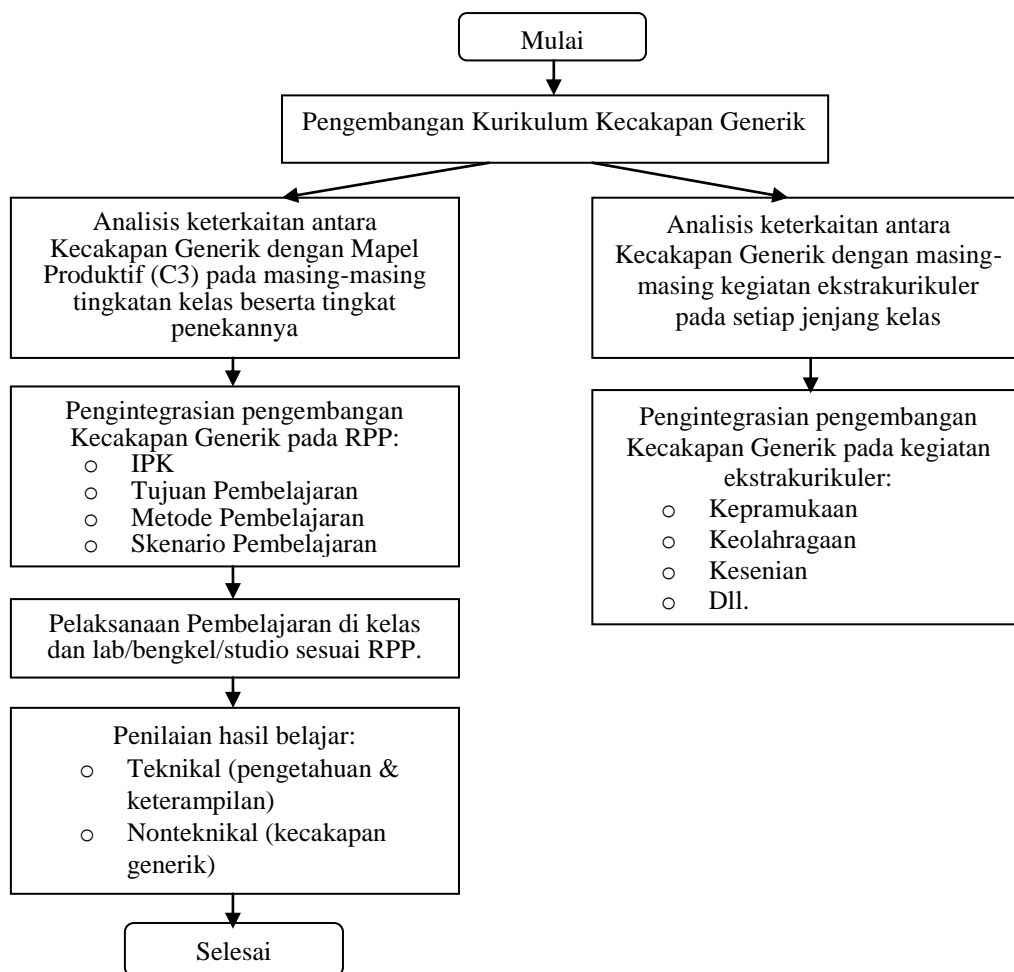 Mulai
Pengembangan Kurikulum Kecakapan Generik
Analisis keterkaitan antara
Kecakapan Generik dengan Mapel
Produktif (C3) pada masing-masing
tingkatan kelas beserta tingkat
penekannya
Pengintegrasian pengembangan
Kecakapan Generik pada RPP:
o IPK
o Tujuan Pembelajaran
o Metode Pembelajaran
o Skenario Pembelajaran
Pelaksanaan Pembelajaran di kelas
dan lab/bengkel/studio sesuai RPP.
Penilaian hasil belajar:
o Teknikal (pengetahuan &
keterampilan)
o Nonteknikal (kecakapan
generik)
Selesai
Analisis keterkaitan antara
Kecakapan Generik dengan masing-
masing kegiatan ekstrakurikuler
pada setiap jenjang kelas
Pengintegrasian pengembangan
Kecakapan Generik pada kegiatan
ekstrakurikuler:
o Kepramukaan
o Keolahragaan
o Kesenian
o Dll.